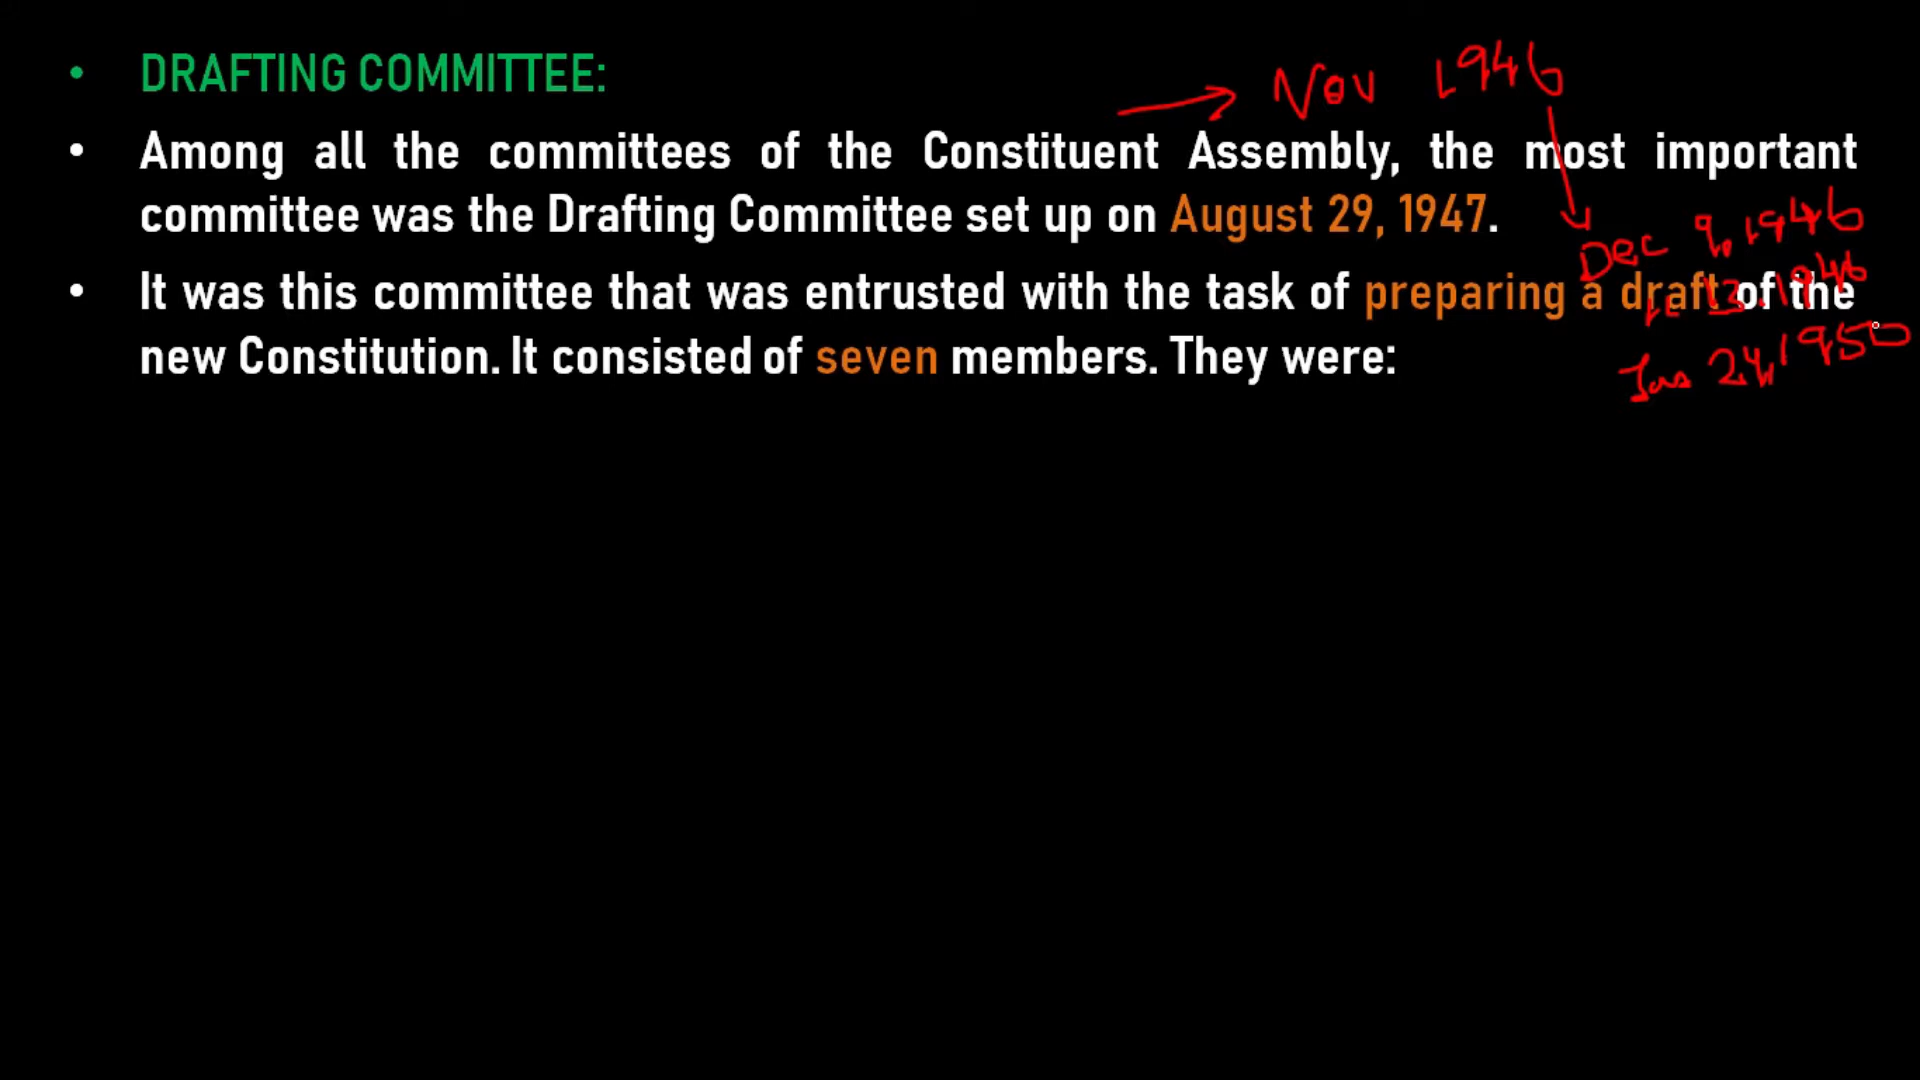 • DRAFTING COMMITTEE:
Nov 1946
• Among all the committees of the Constituent Assembly, the most important
committee was the Drafting Committee set up on August 29, 1947.
Dec 9, 1946
• It was this committee that was entrusted with the task of preparing a draft of the
13, 1946
new Constitution. It consisted of seven members. They were:
Jan 24, 1950